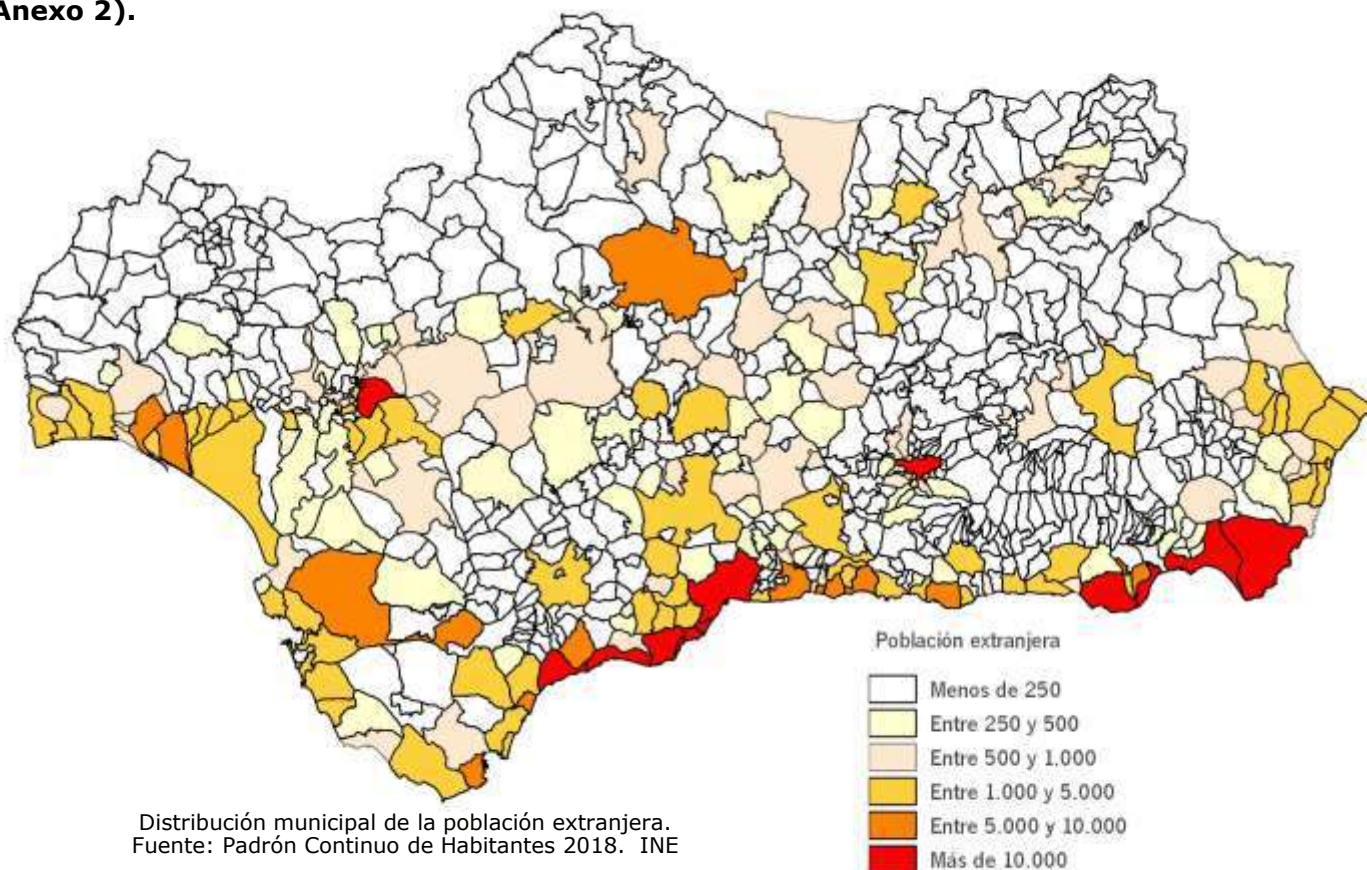 Anexo 2).
Población extranjera
Menos de 250
Entre 250 y 500
Entre 500 y 1.000
Entre 1.000 y 5.000
Entre 5.000 y 10.000
Más de 10.000
Distribución municipal de la población extranjera.
Fuente: Padrón Continuo de Habitantes 2018. INE